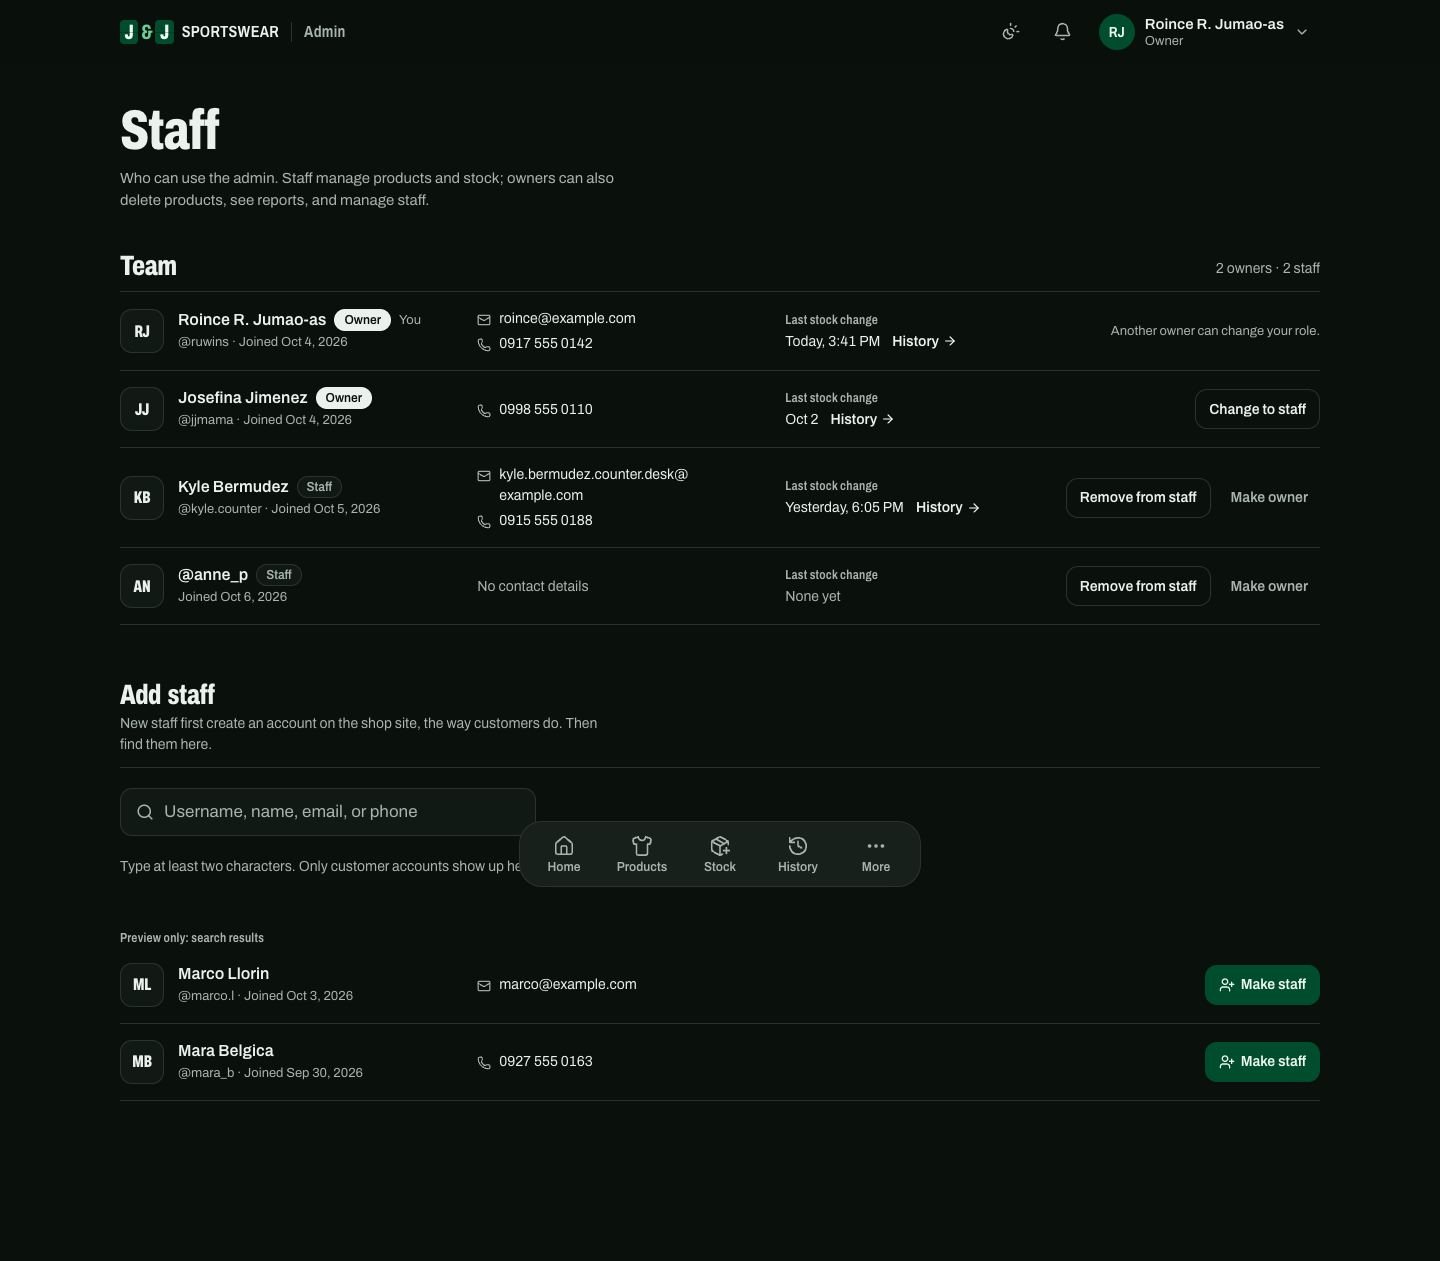 J & J SPORTSWEAR Admin
RJ Roince R. Jumao-as
Owner
Staff
Who can use the admin. Staff manage products and stock; owners can also
delete products, see reports, and manage staff.
Team
2 owners · 2 staff
RJ
Roince R. Jumao-as Owner You
@ruwins · Joined Oct 4, 2026
roince@example.com
0917 555 0142
Last stock change
Today, 3:41 PM History →
Another owner can change your role.
JJ
Josefina Jimenez Owner
@jjmama · Joined Oct 4, 2026
0998 555 0110
Last stock change
Oct 2 History →
Change to staff
KB
Kyle Bermudez Staff
@kyle.counter · Joined Oct 5, 2026
kyle.bermudez.counter.desk@
example.com
0915 555 0188
Last stock change
Yesterday, 6:05 PM History →
Remove from staff Make owner
AN
@anne_p Staff
Joined Oct 6, 2026
No contact details
Last stock change
None yet
Remove from staff Make owner
Add staff
New staff first create an account on the shop site, the way customers do. Then
find them here.
Username, name, email, or phone
Type at least two characters. Only customer accounts show up he
Home Products Stock History More
Preview only: search results
ML
Marco Llorin
@marco.l · Joined Oct 3, 2026
marco@example.com
Make staff
MB
Mara Belgica
@mara_b · Joined Sep 30, 2026
0927 555 0163
Make staff